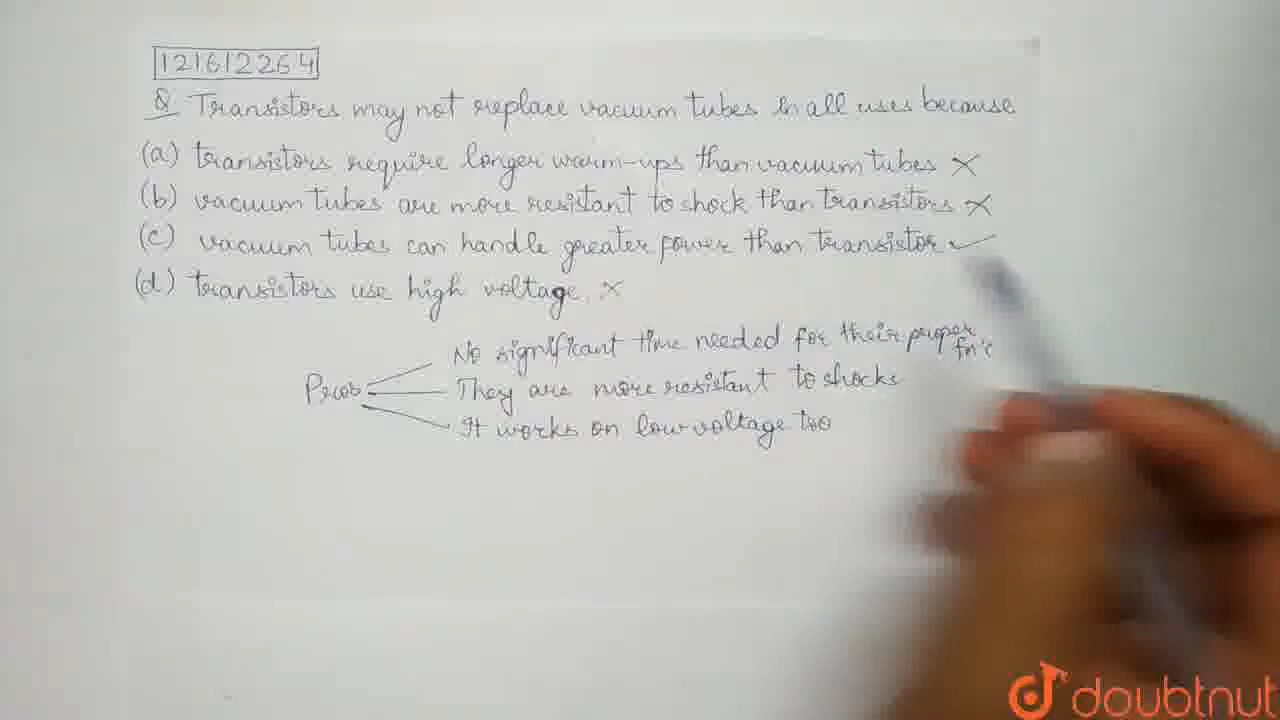 121612264
Q Transistors may not replace vacuum tubes in all uses because
(a) transistors require longer warm-ups than vacuum tubes ×
(b) vacuum tubes are more resistant to shock than transistors ×
(c) vacuum tubes can handle greater power than transistor ✓
(d) transistors use high voltage. ×
No significant time needed for their proper
fn'c
Prob
They are more resistant to shocks
It works on low voltage too
doubtnut